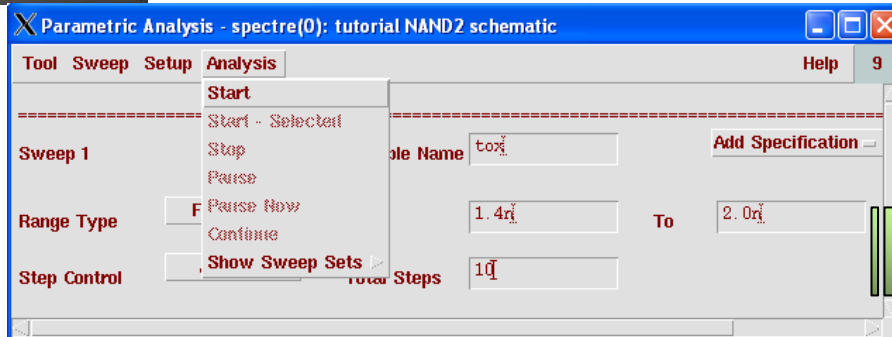 Parametric Analysis - spectre(0): tutorial NAND2 schematic
Tool Sweep Setup Analysis Help 9
Start
Start - Selected
Sweep 1 Stop ble Name tox Add Specification
Pause
Range Type F Pause Now 1.4n To 2.0n
Continue
Step Control Show Sweep Sets Total Steps 10